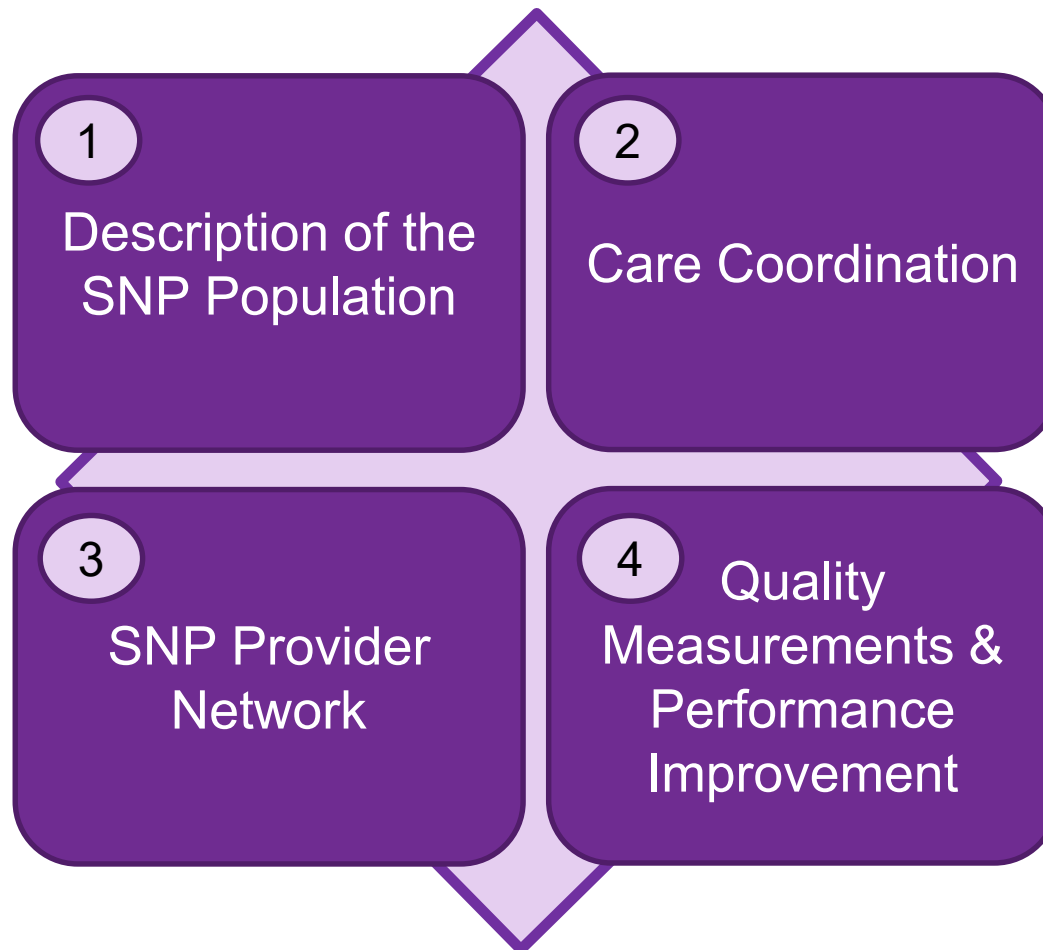 1
Description of the
SNP Population
2
Care Coordination
3
SNP Provider
Network
4
Quality
Measurements &
Performance
Improvement